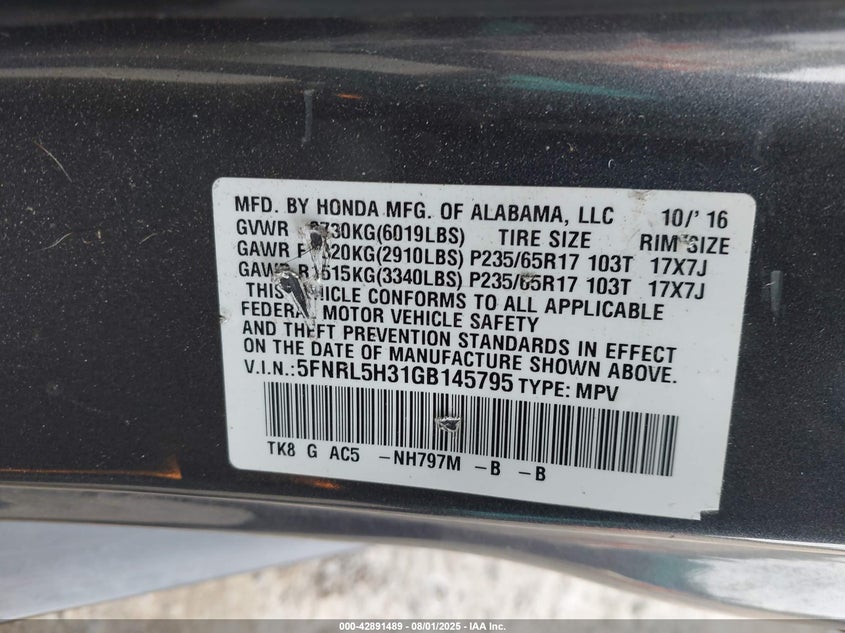 MFD. BY HONDA MFG. OF ALABAMA, LLC 10/'16
GVWR 2730KG(6019LBS) TIRE SIZE RIM SIZE
GAWR F 1320KG(2910LBS) P235/65R17 103T 17X7J
GAWR R 1515KG(3340LBS) P235/65R17 103T 17X7J
THIS VEHICLE CONFORMS TO ALL APPLICABLE
FEDERAL MOTOR VEHICLE SAFETY
AND THEFT PREVENTION STANDARDS IN EFFECT
ON THE DATE OF MANUFACTURE SHOWN ABOVE.
V.I.N.:5FNRL5H31GB145795 TYPE: MPV
TK8 G AC5 -NH797M -B -B
000-42891489 | 08/01/2025 - IAA Inc.